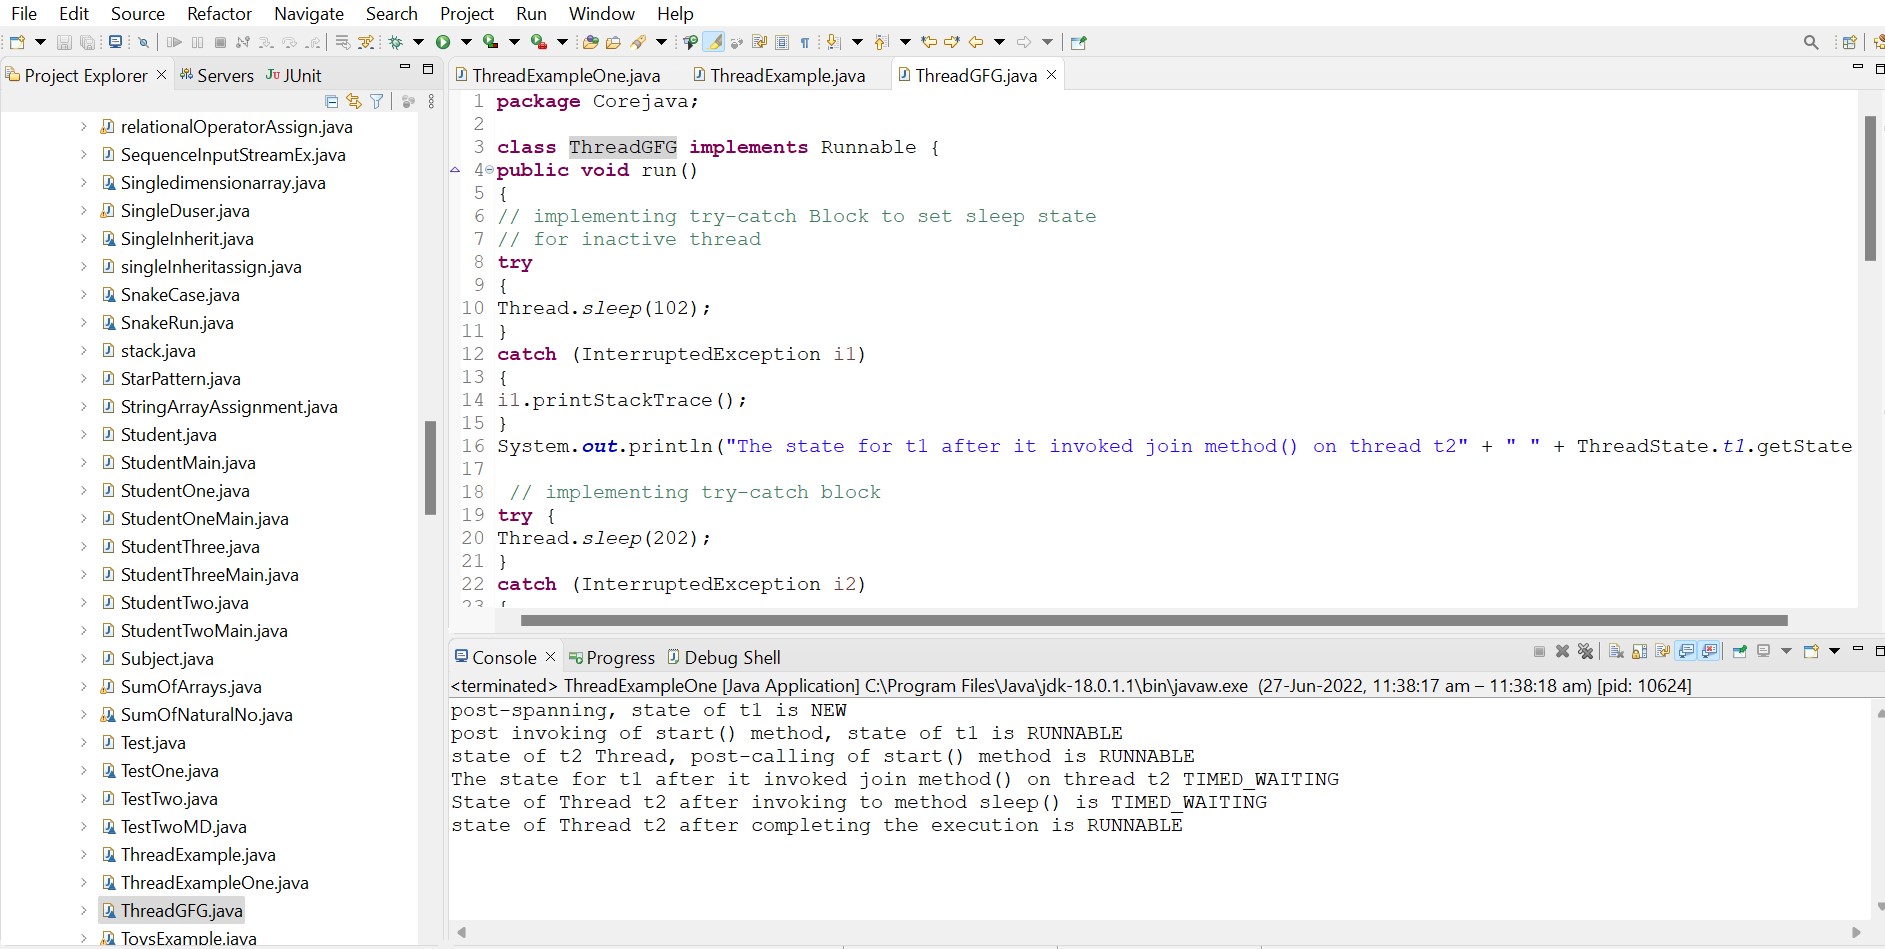 File Edit Source Refactor Navigate Search Project Run Window Help
Project Explorer Servers JUnit
relationalOperatorAssign.java
SequenceInputStreamEx.java
Singledimensionarray.java
SingleDuser.java
SingleInherit.java
singleInheritassign.java
SnakeCase.java
SnakeRun.java
stack.java
StarPattern.java
StringArrayAssignment.java
Student.java
StudentMain.java
StudentOne.java
StudentOneMain.java
StudentThree.java
StudentThreeMain.java
StudentTwo.java
StudentTwoMain.java
Subject.java
SumOfArrays.java
SumOfNaturalNo.java
Test.java
TestOne.java
TestTwo.java
TestTwoMD.java
ThreadExample.java
ThreadExampleOne.java
ThreadGFG.java
ToysExample.java
ThreadExampleOne.java ThreadExample.java ThreadGFG.java
1 package Corejava;
2
3 class ThreadGFG implements Runnable {
4 public void run()
5 {
6 // implementing try-catch Block to set sleep state
7 // for inactive thread
8 try
9 {
10 Thread.sleep(102);
11 }
12 catch (InterruptedException i1)
13 {
14 i1.printStackTrace();
15 }
16 System.out.println("The state for t1 after it invoked join method() on thread t2" + " " + ThreadState.t1.getState
17
18 // implementing try-catch block
19 try {
20 Thread.sleep(202);
21 }
22 catch (InterruptedException i2)
23 {
Console Progress Debug Shell
<terminated> ThreadExampleOne [Java Application] C:\Program Files\Java\jdk-18.0.1.1\bin\javaw.exe (27-Jun-2022, 11:38:17 am – 11:38:18 am) [pid: 10624]
post-spanning, state of t1 is NEW
post invoking of start() method, state of t1 is RUNNABLE
state of t2 Thread, post-calling of start() method is RUNNABLE
The state for t1 after it invoked join method() on thread t2 TIMED_WAITING
State of Thread t2 after invoking to method sleep() is TIMED_WAITING
state of Thread t2 after completing the execution is RUNNABLE